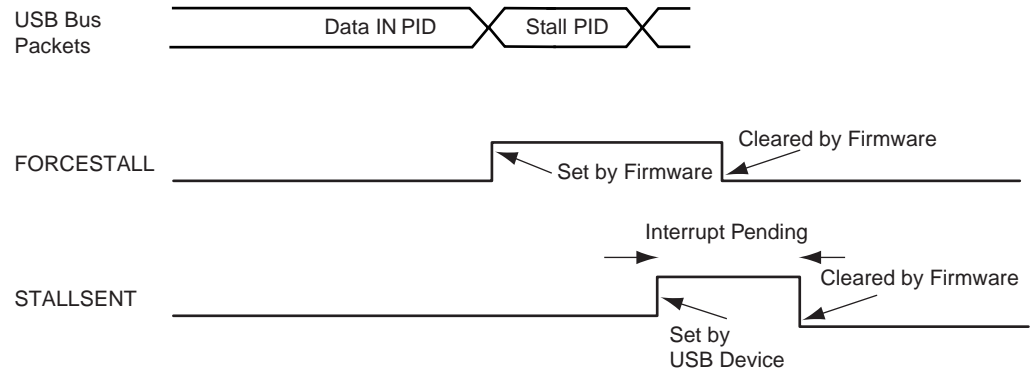 USB Bus
Packets
Data IN PID
Stall PID
FORCESTALL
Cleared by Firmware
Set by Firmware
Interrupt Pending
STALLSENT
Cleared by Firmware
Set by
USB Device